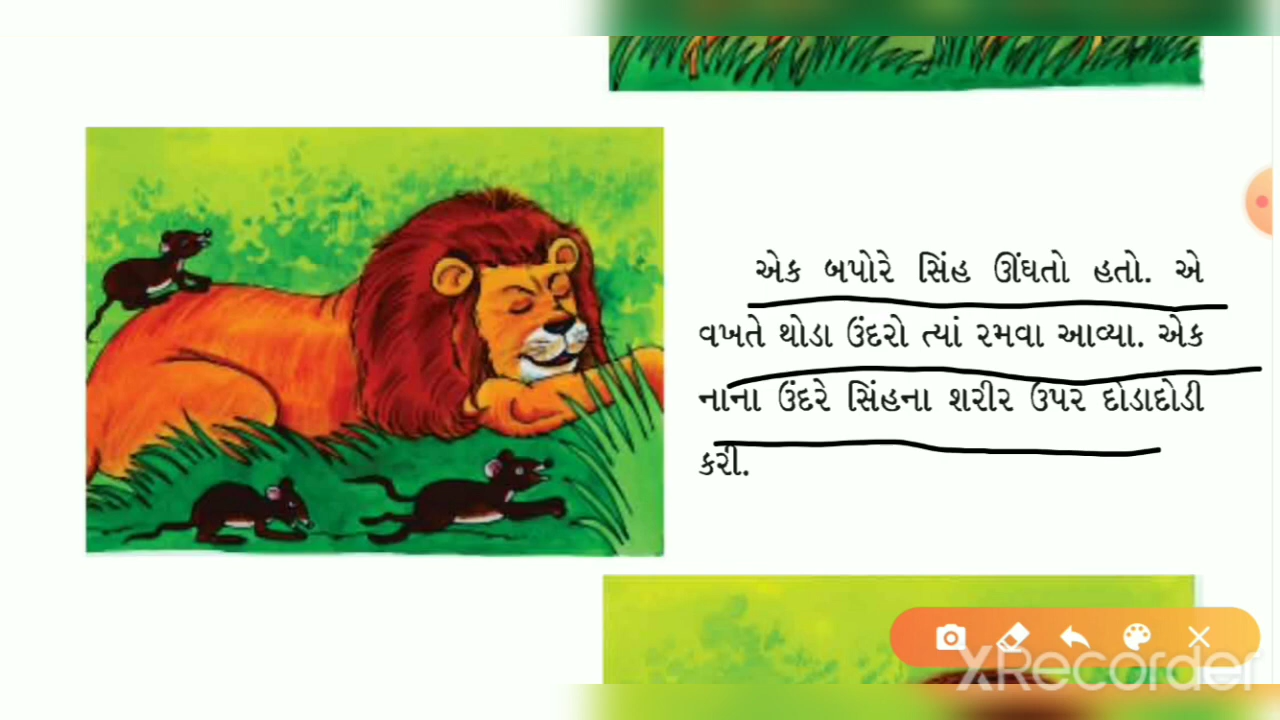 એક બપોરે સિંહ ઊંઘતો હતો. એ
વખતે થોડા ઉંદરો ત્યાં રમવા આવ્યા. એક
નાના ઉંદરે સિંહના શરીર ઉપર દોડાદોડી
કરી.
XRecorder